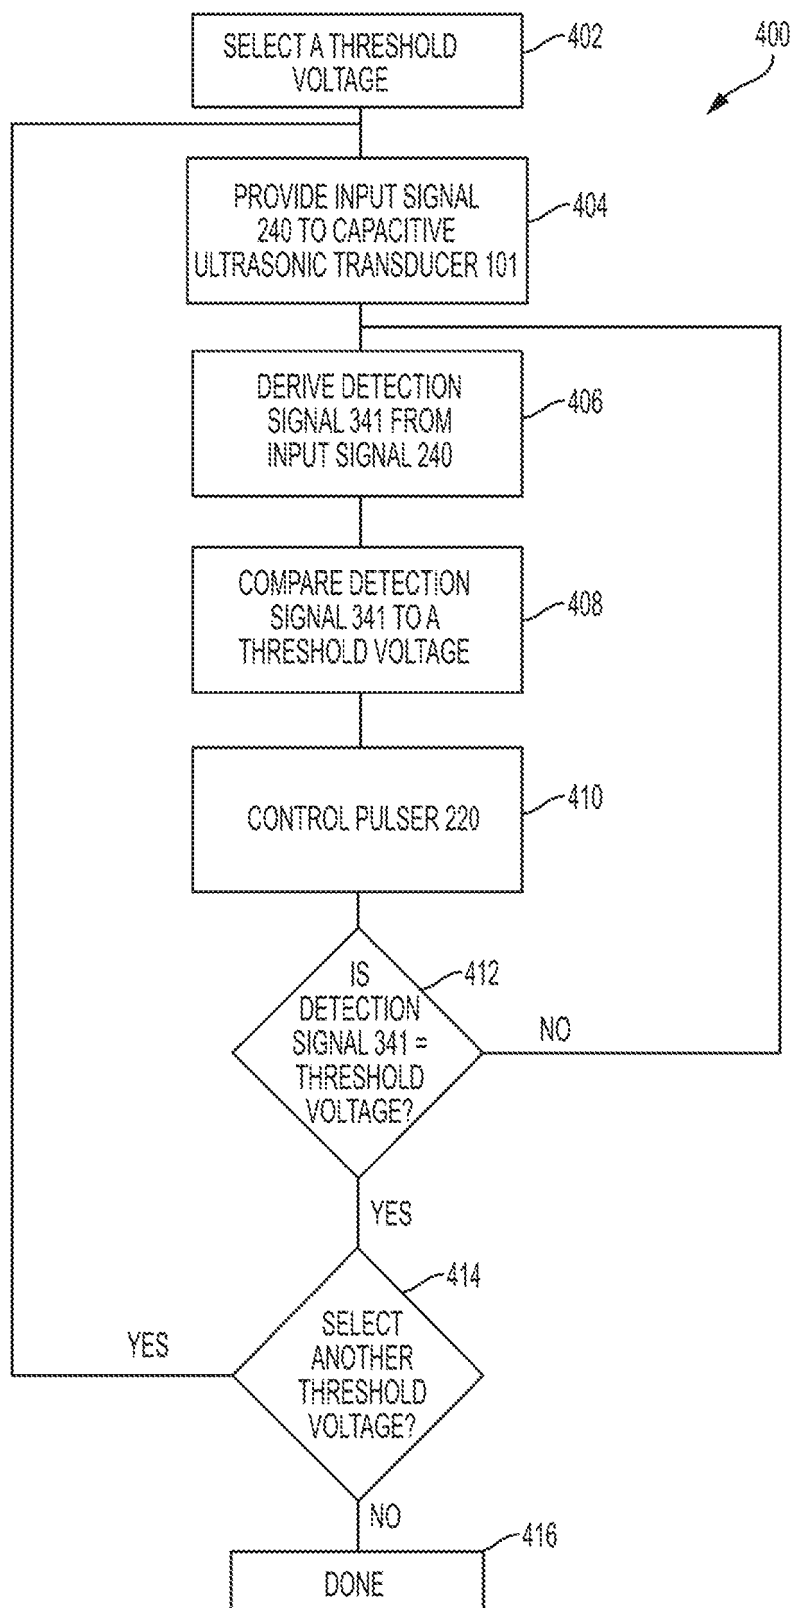 SELECT A THRESHOLD
VOLTAGE
402
400
PROVIDE INPUT SIGNAL
240 TO CAPACITIVE
ULTRASONIC TRANSDUCER 101
404
DERIVE DETECTION
SIGNAL 341 FROM
INPUT SIGNAL 240
406
COMPARE DETECTION
SIGNAL 341 TO A
THRESHOLD VOLTAGE
408
CONTROL PULSER 220
410
IS
DETECTION
SIGNAL 341 =
THRESHOLD
VOLTAGE?
412
NO
YES
414
SELECT
ANOTHER
THRESHOLD
VOLTAGE?
YES
NO
416
DONE